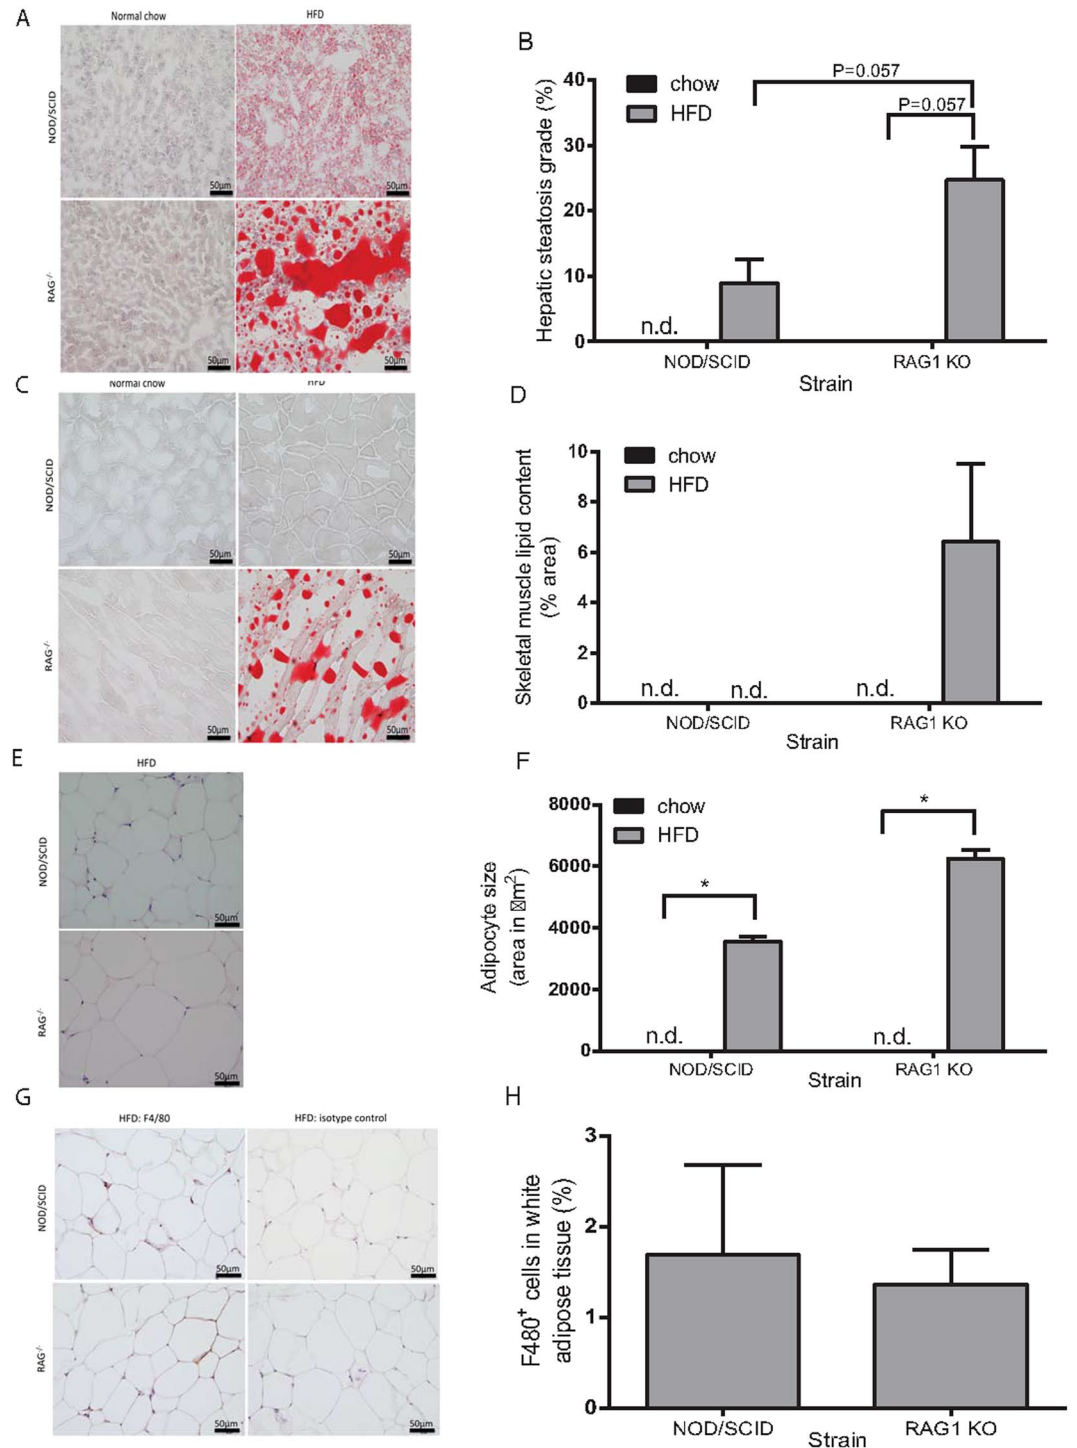 A
Normal chow
HFD
NOD/SCID
50µm
50µm
RAG-/-
50µm
50µm
B
chow
HFD
P=0.057
P=0.057
Hepatic steatosis grade (%)
40
30
20
10
0
n.d.
NOD/SCID
RAG1 KO
Strain
C
Normal chow
HFD
NOD/SCID
50µm
50µm
RAG-/-
50µm
50µm
D
chow
HFD
Skeletal muscle lipid content
(% area)
10
8
6
4
2
0
n.d.
n.d.
n.d.
NOD/SCID
RAG1 KO
Strain
E
HFD
NOD/SCID
50µm
RAG-/-
50µm
F
chow
HFD
*
*
Adipocyte size
(area in □m2)
8000
6000
4000
2000
0
n.d.
n.d.
NOD/SCID
RAG1 KO
Strain
G
HFD: F4/80
HFD: isotype control
NOD/SCID
50µm
50µm
RAG-/-
50µm
50µm
H
F480+ cells in white
adipose tissue (%)
3
2
1
0
NOD/SCID
RAG1 KO
Strain